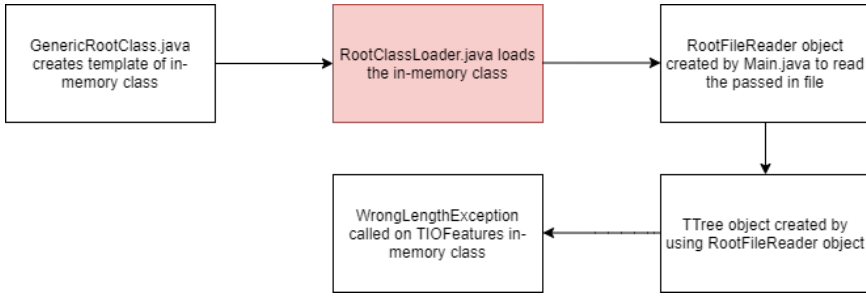 GenericRootClass.java
creates template of in-
memory class
RootClassLoader.java loads
the in-memory class
RootFileReader object
created by Main.java to read
the passed in file
TTree object created by
using RootFileReader object
WrongLengthException
called on TIOFeatures in-
memory class